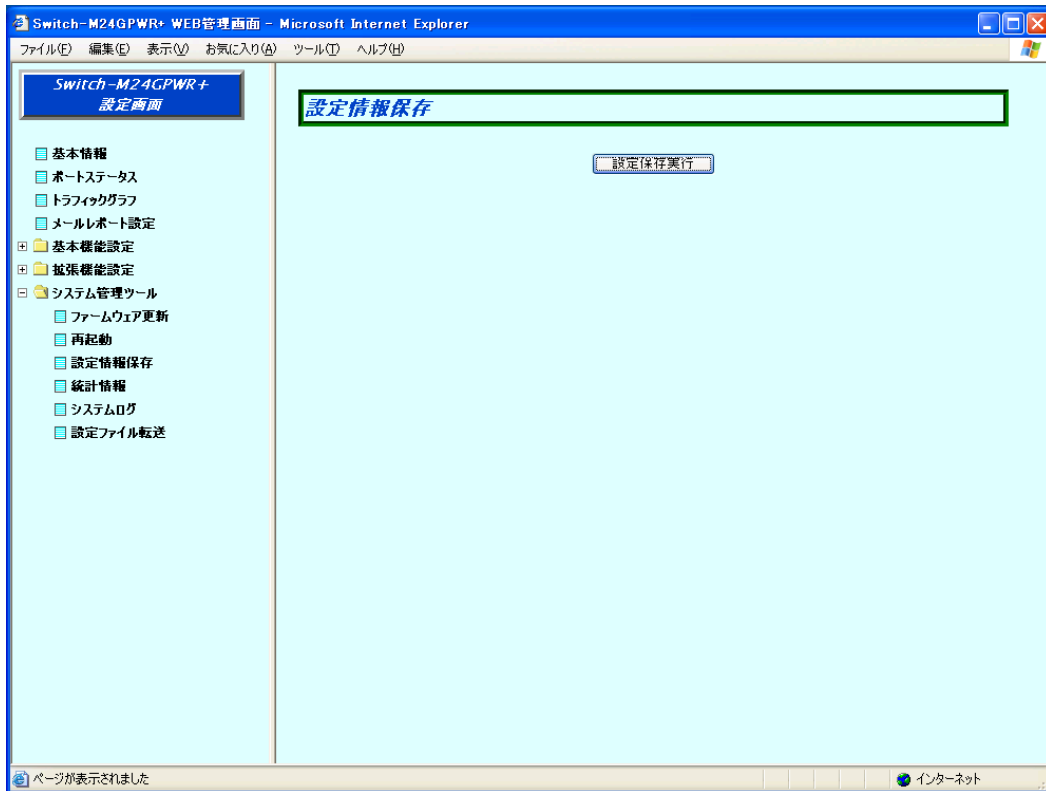 Switch-M24GPWR+ WEB管理画面 - Microsoft Internet Explorer
ファイル(F) 編集(E) 表示(V) お気に入り(A) ツール(T) ヘルプ(H)
Switch-M24GPWR+
設定画面
基本情報
ポートステータス
トラフィックグラフ
メールレポート設定
基本機能設定
拡張機能設定
システム管理ツール
ファームウェア更新
再起動
設定情報保存
統計情報
システムログ
設定ファイル転送
設定情報保存
設定保存実行
ページが表示されました
インターネット